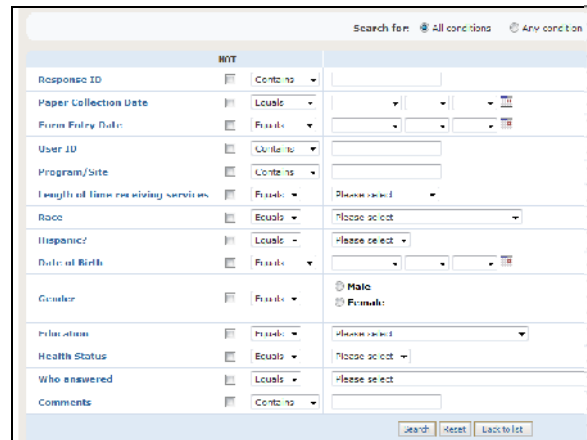 Search for: All conditions Any condition
NOT
Response ID Contains
Paper Collection Date Equals
Form Entry Date Equals
User ID Contains
Program/Site Contains
Length of time receiving services Equals Please select
Race Equals Please select
Hispanic? Equals Please select
Date of Birth Equals
Male
Gender Equals
Female
Education Equals Please select
Health Status Equals Please select
Who answered Equals Please select
Comments Contains
Search Reset Back to list